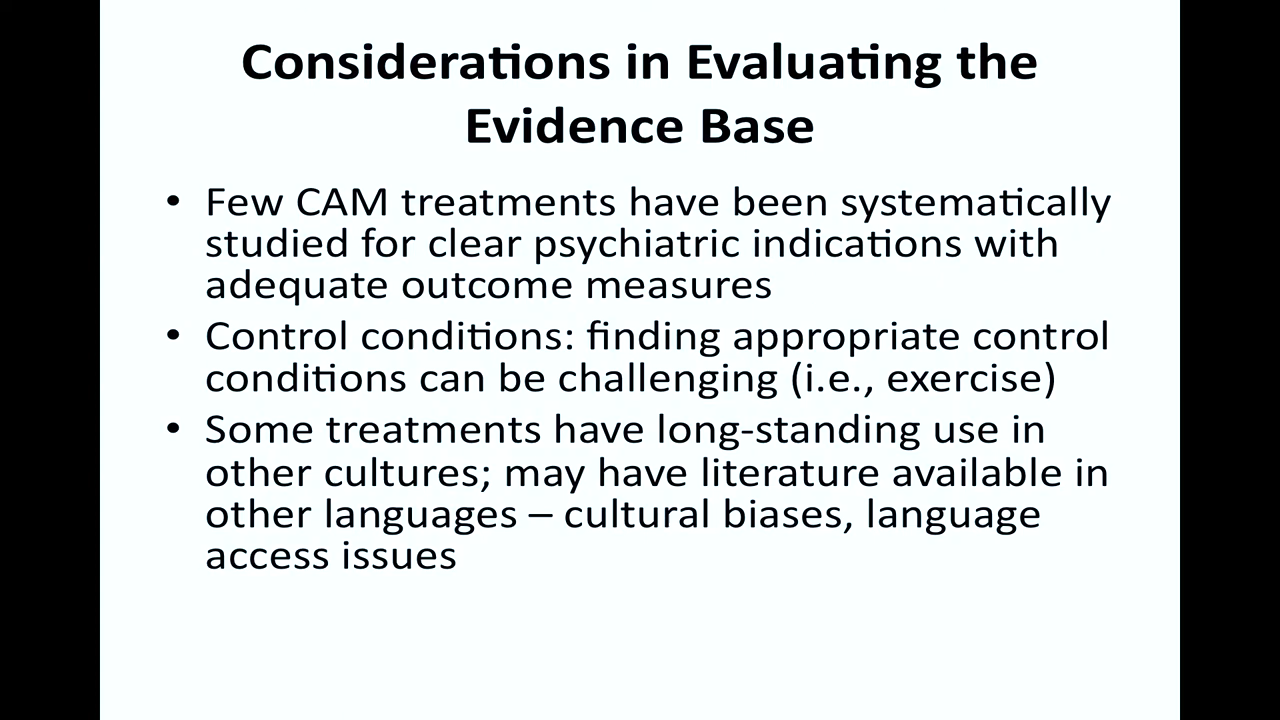 Considerations in Evaluating the
Evidence Base
• Few CAM treatments have been systematically
studied for clear psychiatric indications with
adequate outcome measures
• Control conditions: finding appropriate control
conditions can be challenging (i.e., exercise)
• Some treatments have long-standing use in
other cultures; may have literature available in
other languages – cultural biases, language
access issues